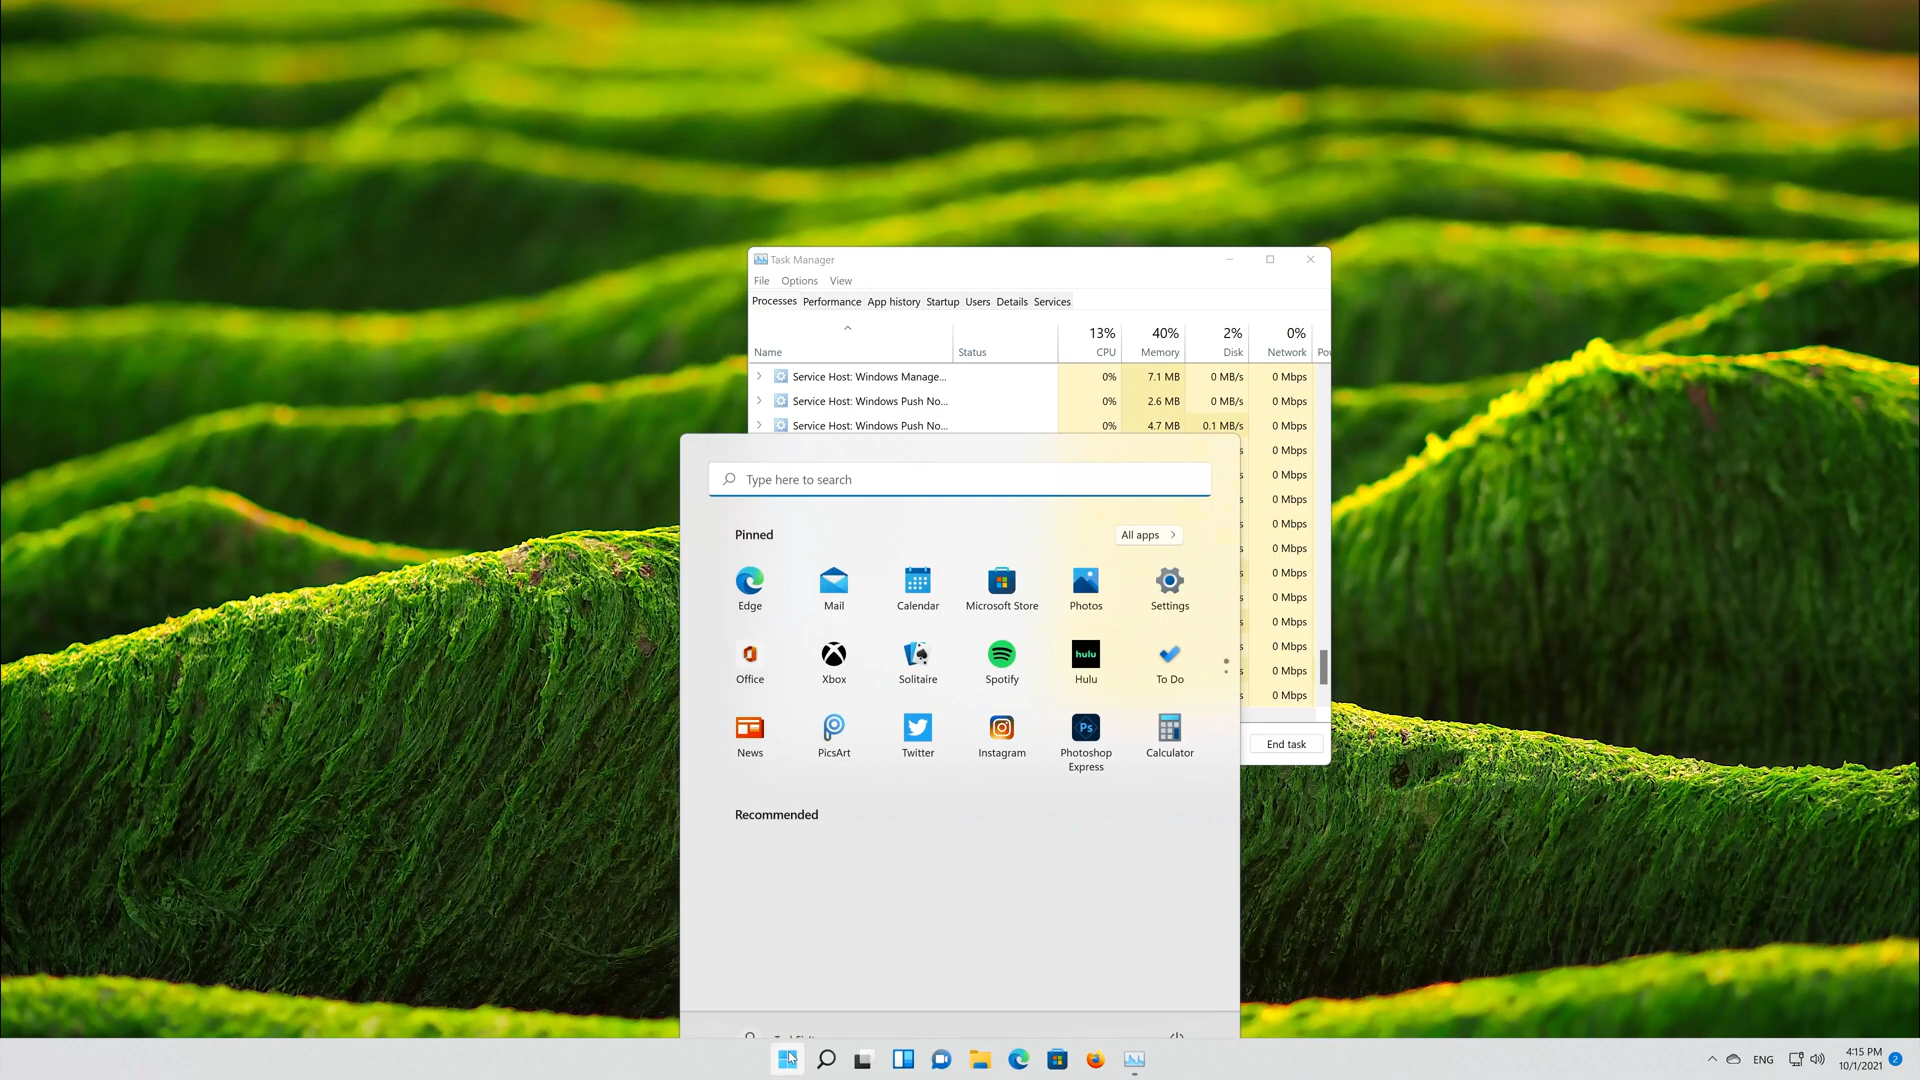 Task Manager
File Options View
Processes Performance App history Startup Users Details Services
13% 40% 2% 0%
Name Status CPU Memory Disk Network
Service Host: Windows Manage... 0% 7.1 MB 0 MB/s 0 Mbps
Service Host: Windows Push No... 0% 2.6 MB 0 MB/s 0 Mbps
Service Host: Windows Push No... 0% 4.7 MB 0.1 MB/s 0 Mbps
s 0 Mbps
s 0 Mbps
s 0 Mbps
s 0 Mbps
s 0 Mbps
s 0 Mbps
s 0 Mbps
s 0 Mbps
s 0 Mbps
s 0 Mbps
s 0 Mbps
End task
Type here to search
Pinned
All apps
Edge Mail Calendar Microsoft Store Photos Settings
hulu
Office Xbox Solitaire Spotify Hulu To Do
Ps
News PicsArt Twitter Instagram Photoshop Express Calculator
Recommended
ENG
4:15 PM
10/1/2021
2